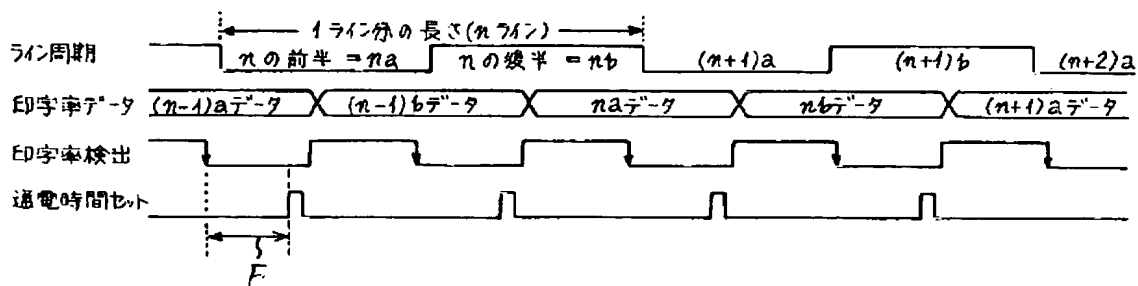 1ライン分の長さ(nライン)
ライン周期 nの前半=na nの後半=nb (n+1)a (n+1)b (n+2)a
印字率データ (n-1)aデータ (n-1)bデータ naデータ nbデータ (n+1)aデータ
印字率検出
通電時間セット
F